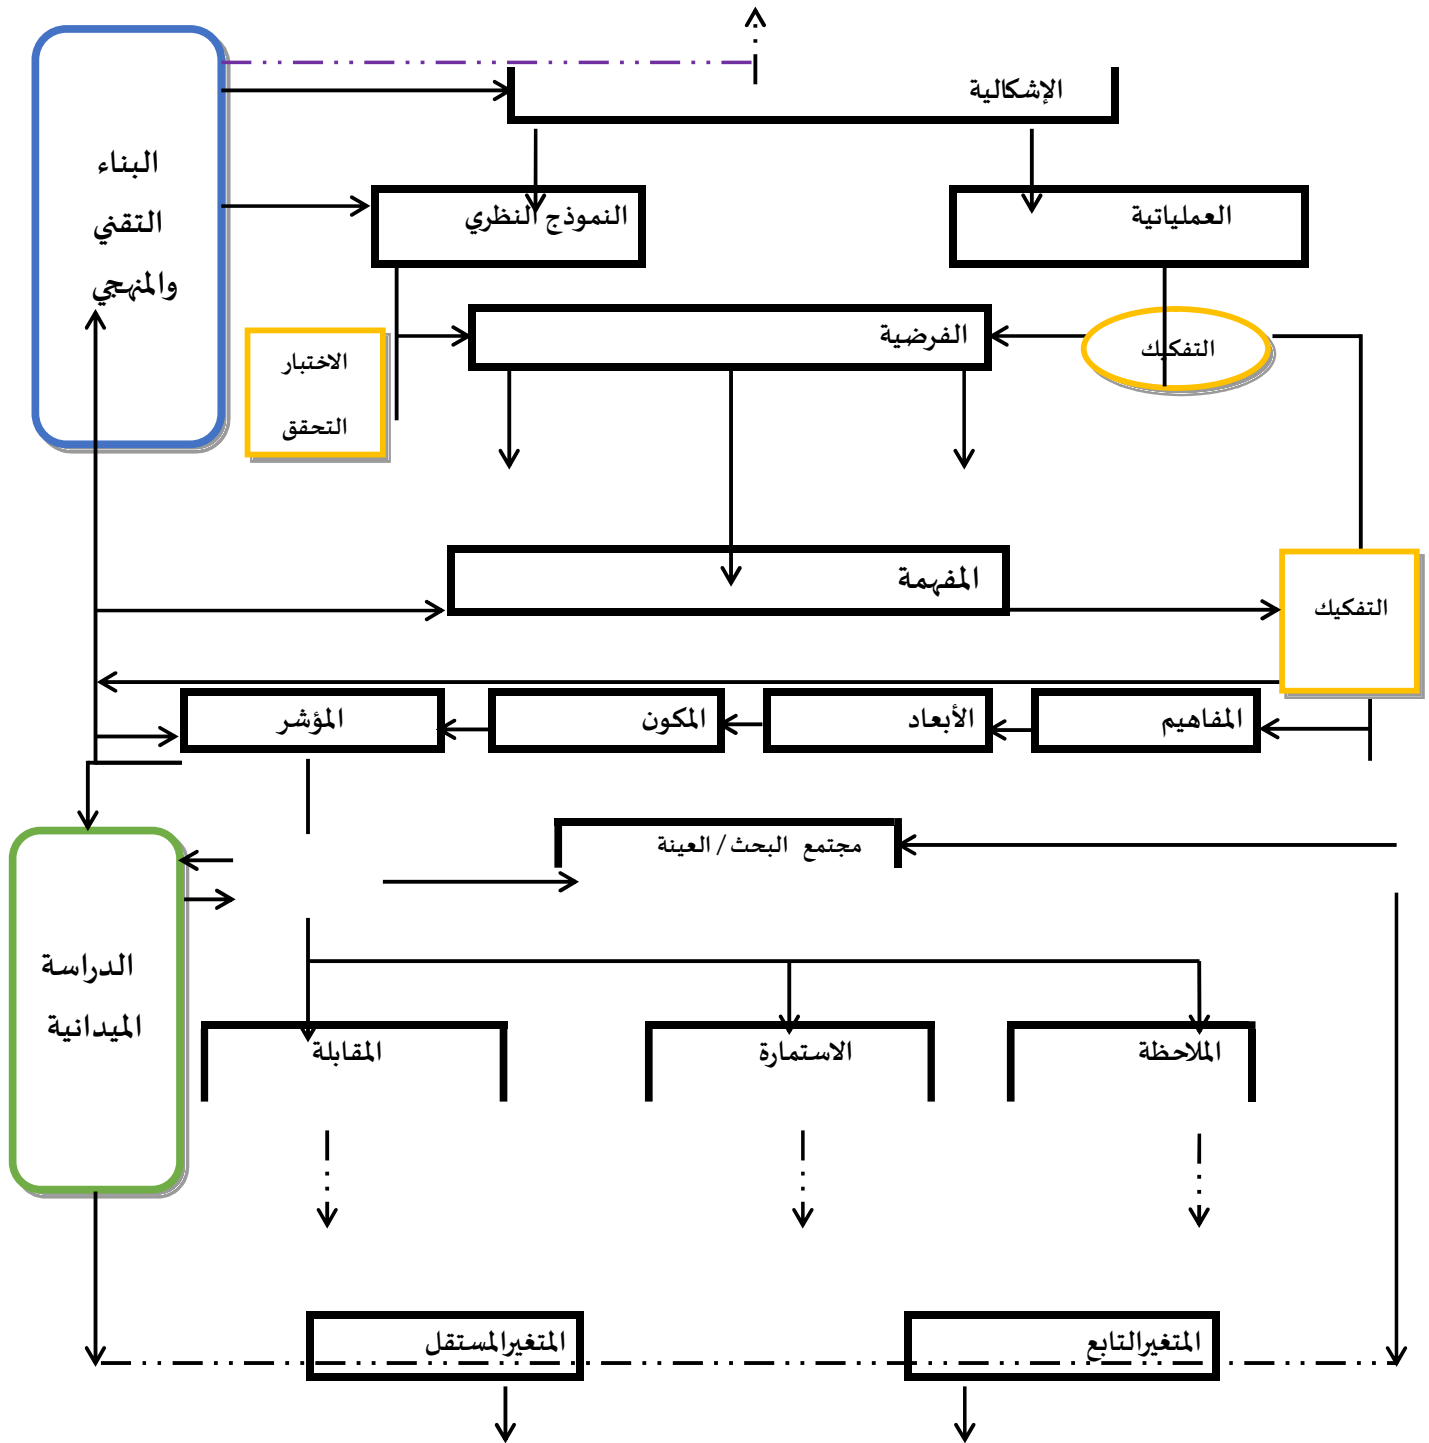 الإشكالية
البناء
التقني
والمنهجي
العملياتية
النموذج النظري
الفرضية
التفكيك
الاختبار
التحقق
المفهمة
التفكيك
المفاهيم
الأبعاد
المكون
المؤشر
مجتمع البحث / العينة
الدراسة
الميدانية
الملاحظة
الاستمارة
المقابلة
المتغيرالتابع
المتغيرالمستقل